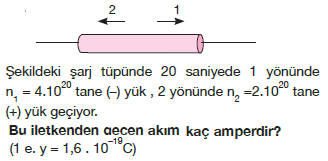 2 1
Şekildeki şarj tüpünde 20 saniyede 1 yönünde
n₁ = 4.10²⁰ tane (–) yük , 2 yönünde n₂ =2.10²⁰ tane
(+) yük geçiyor.
Bu iletkenden geçen akım kaç amperdir?
(1 e. y = 1,6 . 10⁻¹⁹C)